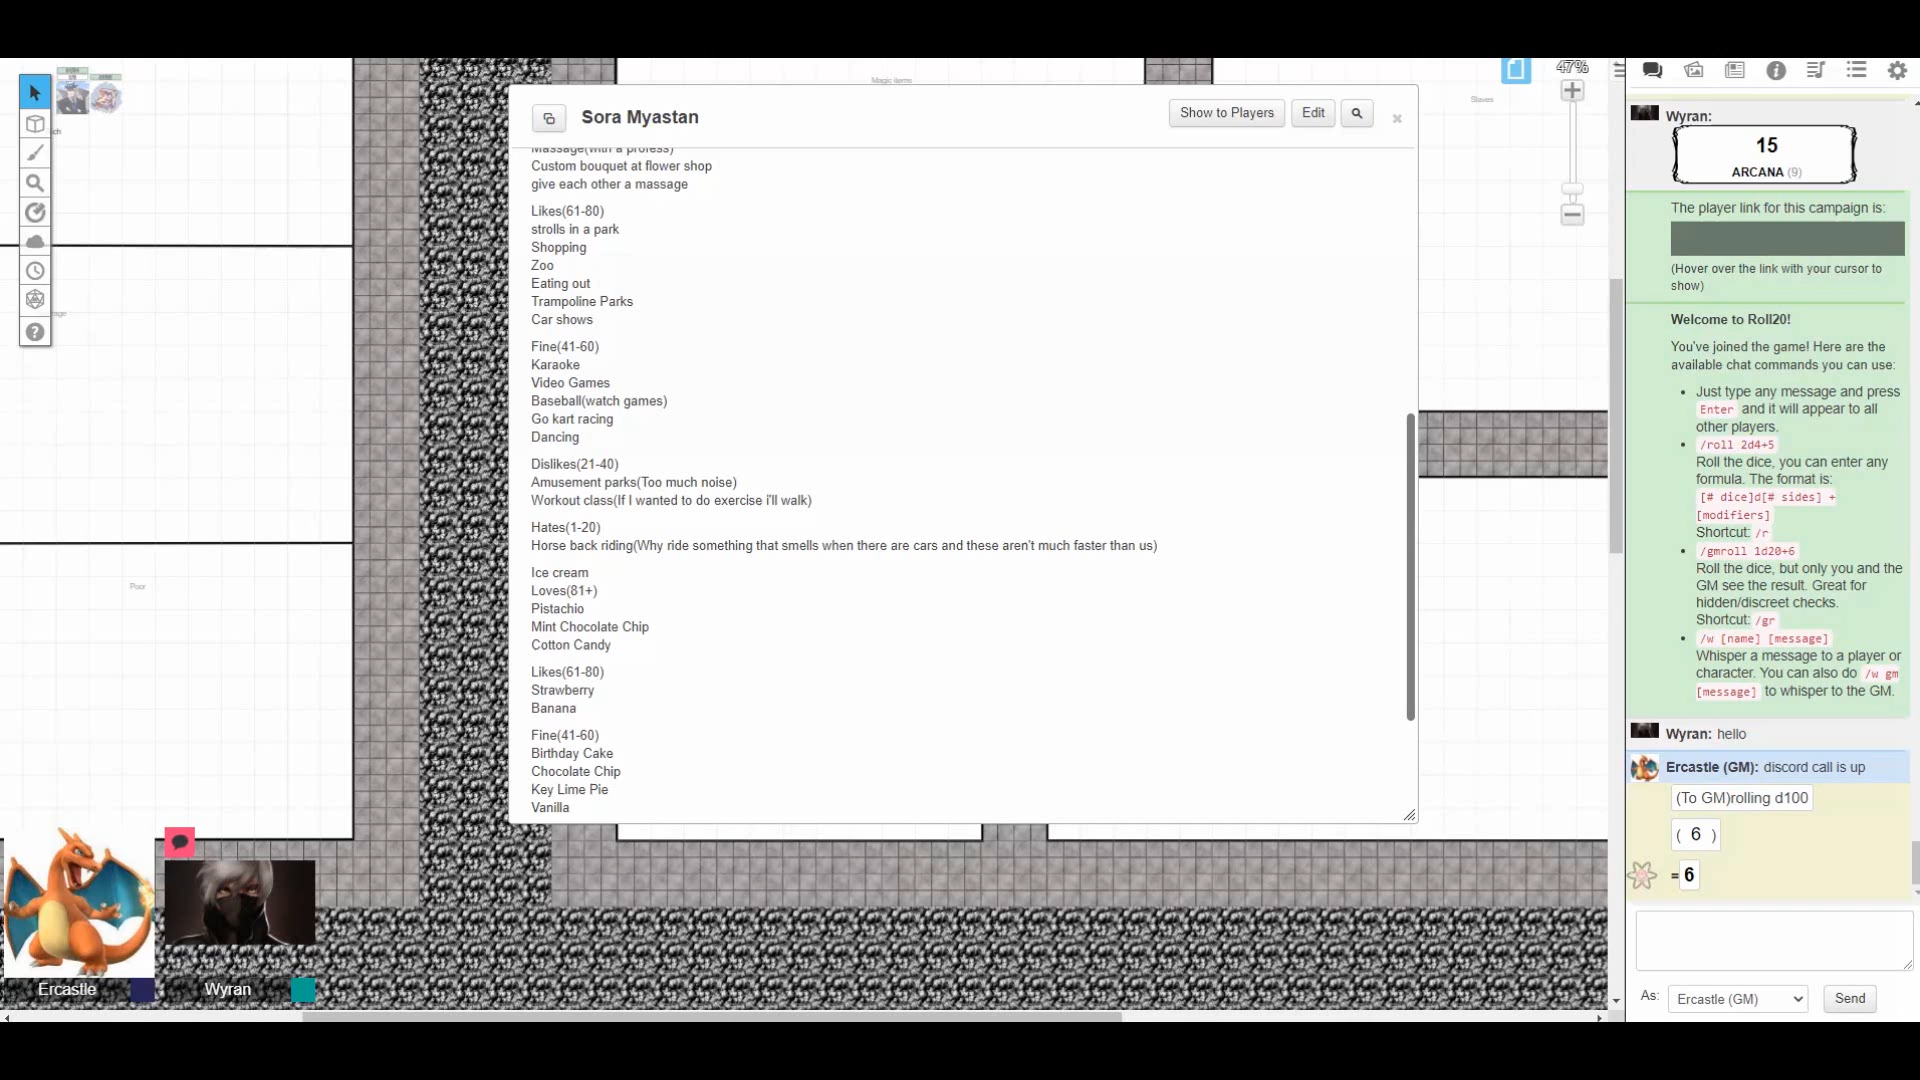 Magic items
Slaves
47%
Poor
Sora Myastan
Show to Players
Edit
Massage(with a profess)
Custom bouquet at flower shop
give each other a massage
Likes(61-80)
strolls in a park
Shopping
Zoo
Eating out
Trampoline Parks
Car shows
Fine(41-60)
Karaoke
Video Games
Baseball(watch games)
Go kart racing
Dancing
Dislikes(21-40)
Amusement parks(Too much noise)
Workout class(If I wanted to do exercise i'll walk)
Hates(1-20)
Horse back riding(Why ride something that smells when there are cars and these aren't much faster than us)
Ice cream
Loves(81+)
Pistachio
Mint Chocolate Chip
Cotton Candy
Likes(61-80)
Strawberry
Banana
Fine(41-60)
Birthday Cake
Chocolate Chip
Key Lime Pie
Vanilla
Ercastle
Wyran
Wyran:
15
ARCANA (9)
The player link for this campaign is:
(Hover over the link with your cursor to
show)
Welcome to Roll20!
You've joined the game! Here are the
available chat commands you can use:
• Just type any message and press
Enter and it will appear to all
other players.
• /roll 2d4+5
Roll the dice, you can enter any
formula. The format is:
[# dice]d[# sides] +
[modifiers]
Shortcut: /r
• /gmroll 1d20+6
Roll the dice, but only you and the
GM see the result. Great for
hidden/discreet checks.
Shortcut: /gr
• /w [name] [message]
Whisper a message to a player or
character. You can also do /w gm
[message] to whisper to the GM.
Wyran: hello
Ercastle (GM): discord call is up
(To GM)rolling d100
( 6 )
=6
As:
Ercastle (GM)
Send